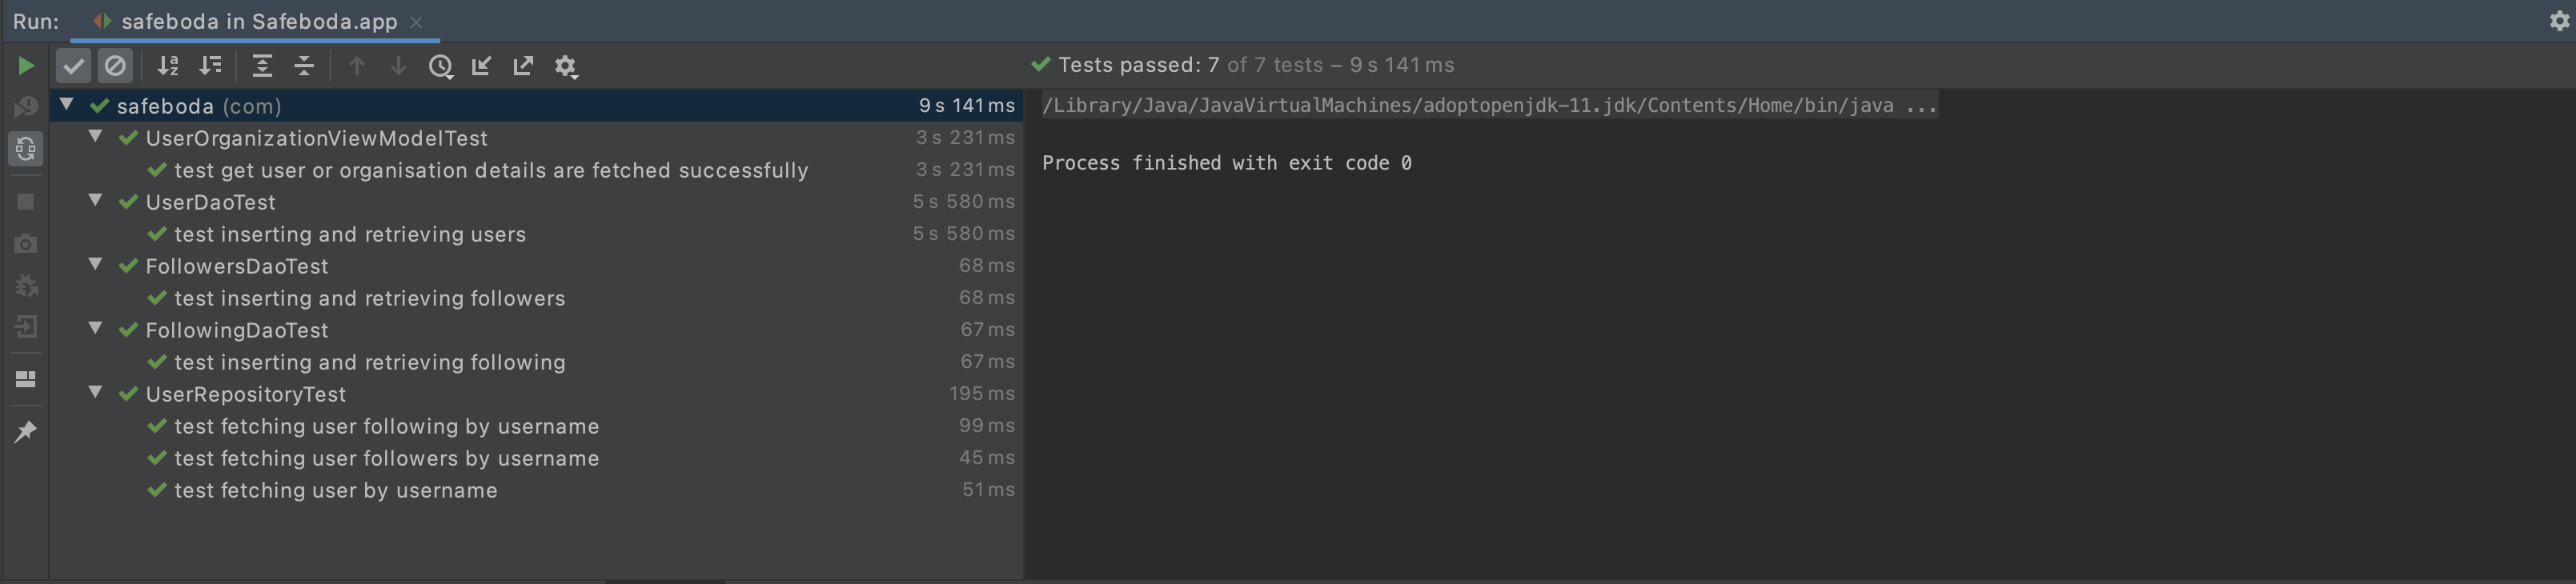 Run: safeboda in Safeboda.app
Tests passed: 7 of 7 tests – 9 s 141 ms
safeboda (com) 9 s 141 ms
UserOrganizationViewModelTest 3 s 231 ms
test get user or organisation details are fetched successfully 3 s 231 ms
UserDaoTest 5 s 580 ms
test inserting and retrieving users 5 s 580 ms
FollowersDaoTest 68 ms
test inserting and retrieving followers 68 ms
FollowingDaoTest 67 ms
test inserting and retrieving following 67 ms
UserRepositoryTest 195 ms
test fetching user following by username 99 ms
test fetching user followers by username 45 ms
test fetching user by username 51 ms
/Library/Java/JavaVirtualMachines/adoptopenjdk-11.jdk/Contents/Home/bin/java ...
Process finished with exit code 0